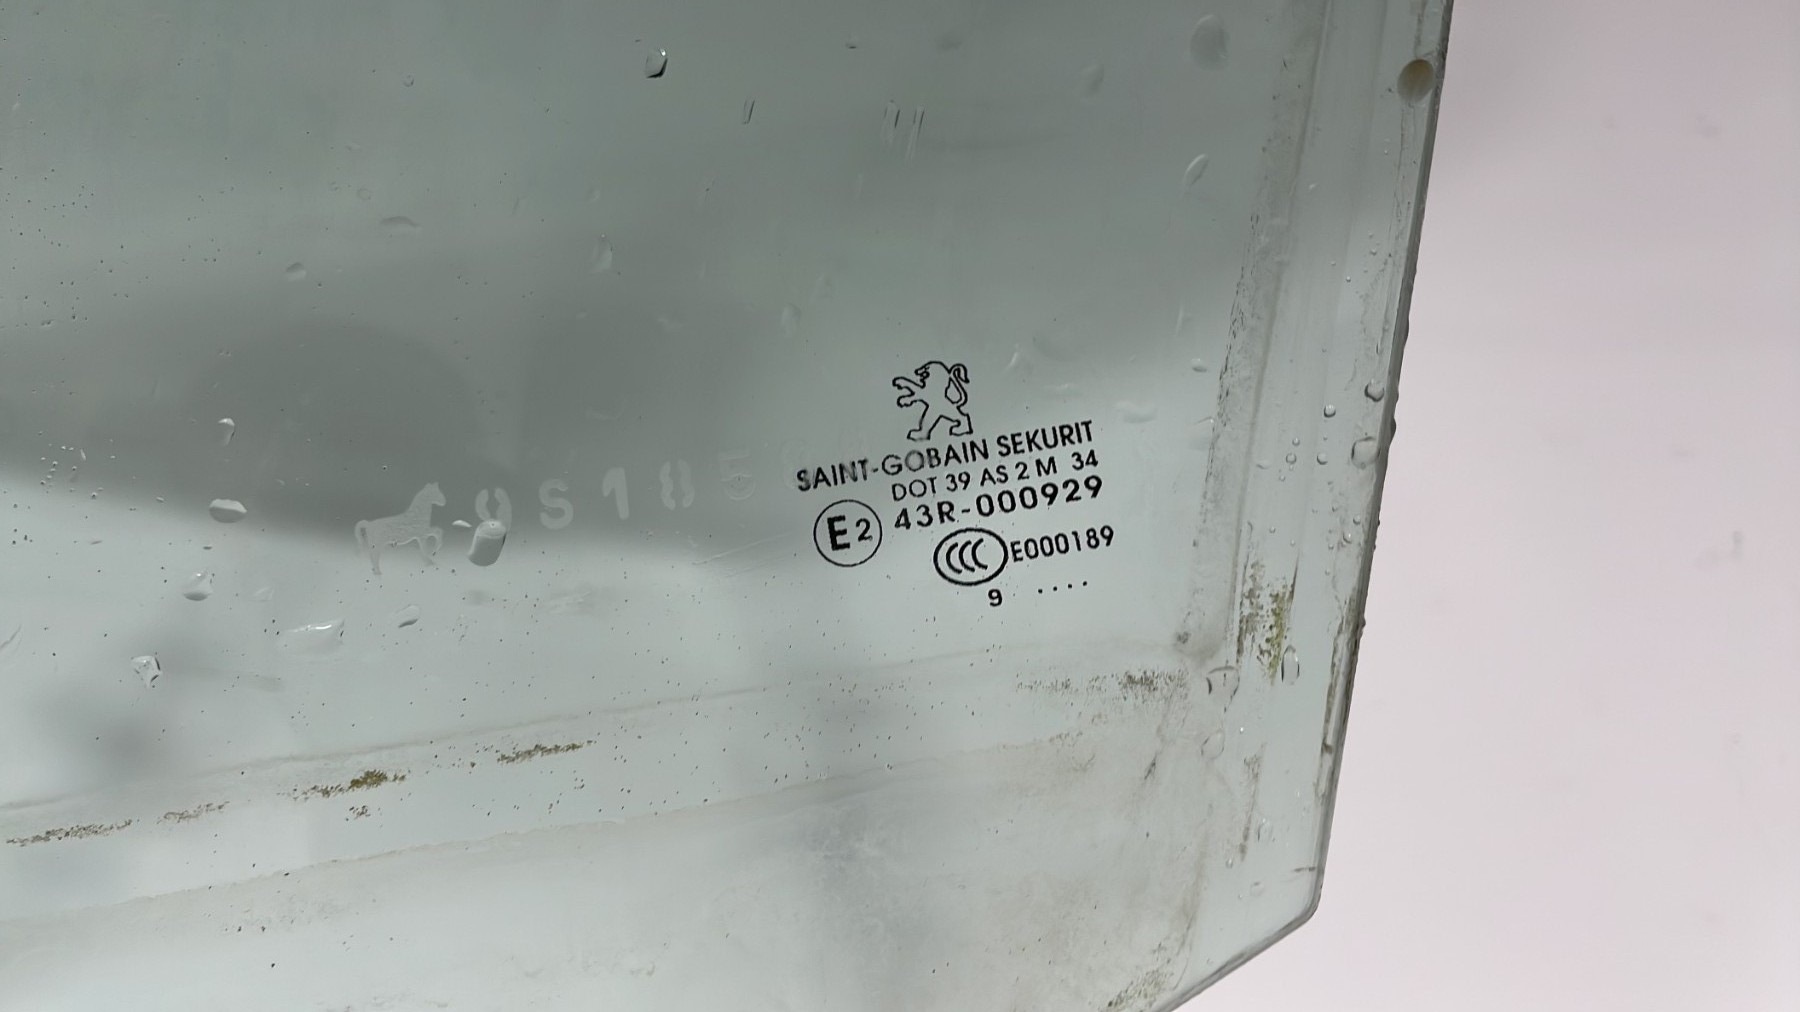 SAINT-GOBAIN SEKURIT
DOT 39 AS 2 M 34
E2 43R-000929
CCC E000189
9 ....